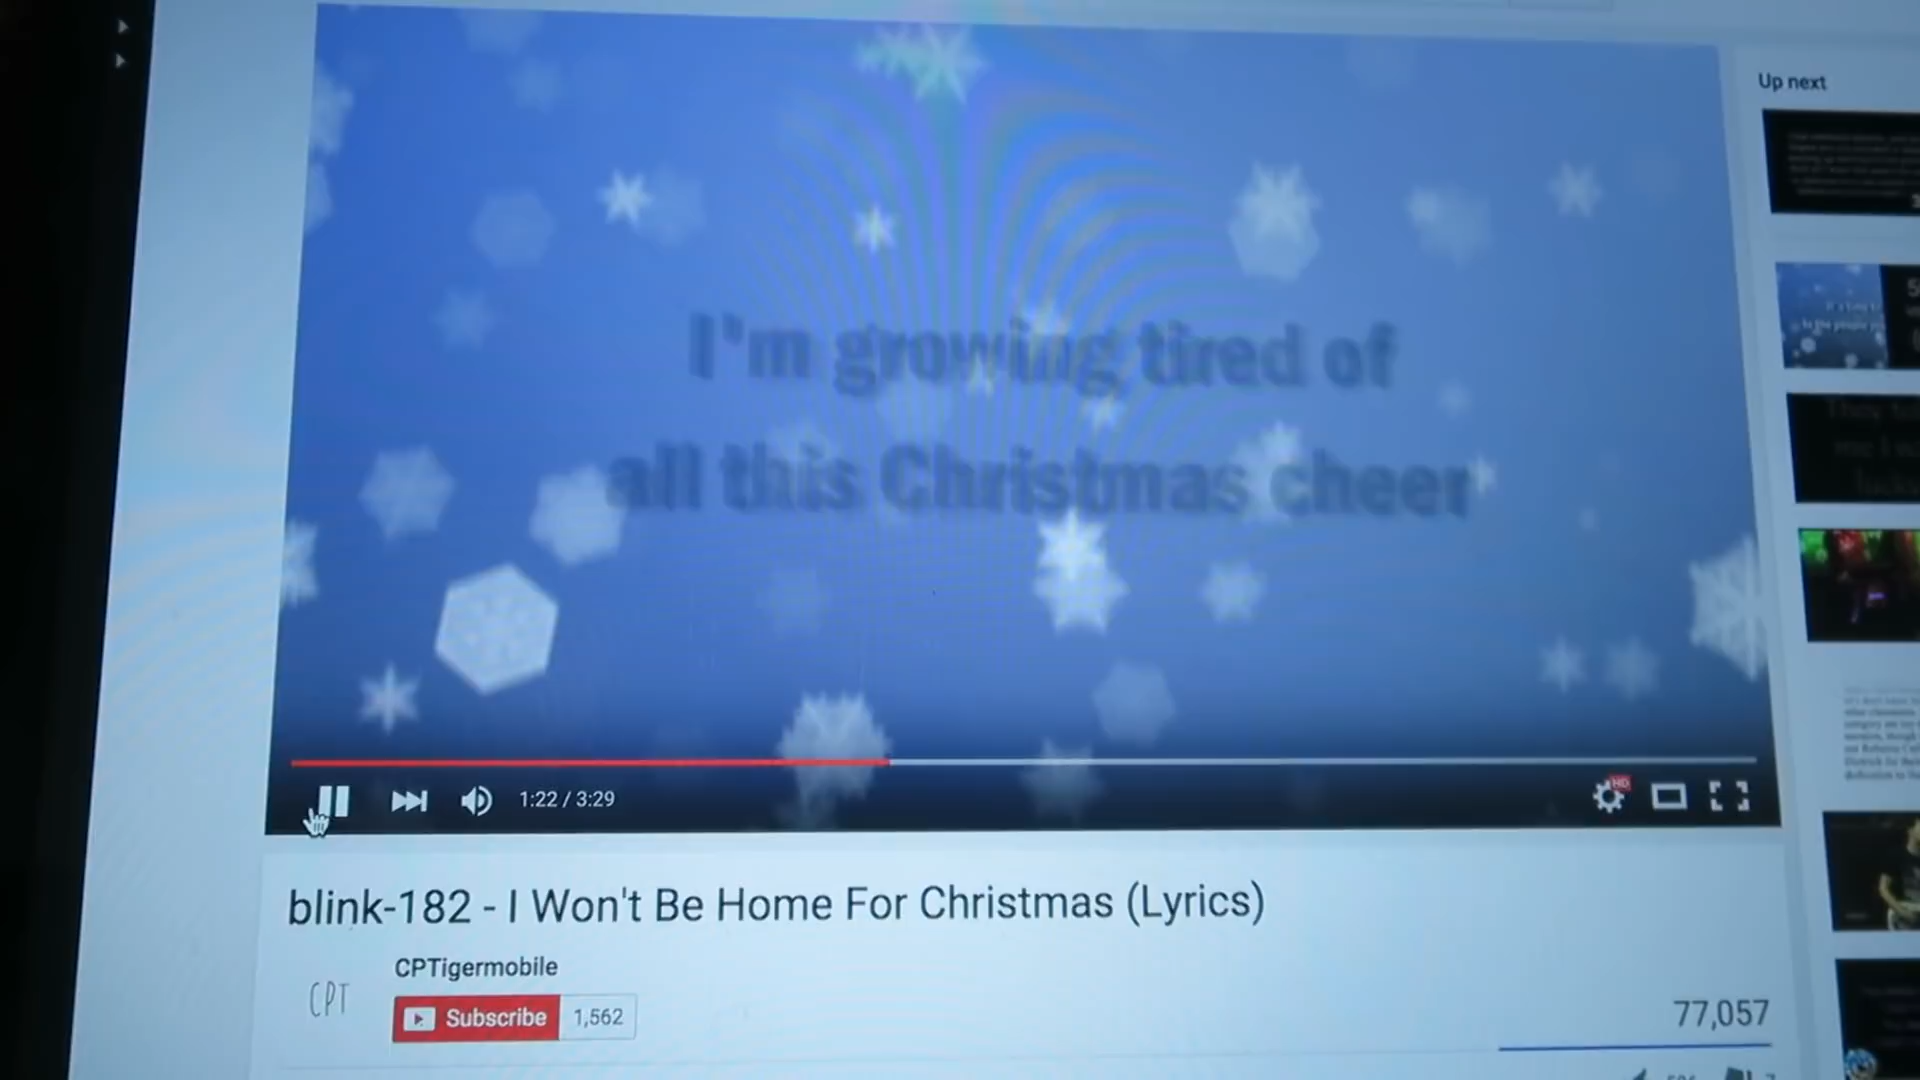 Up next
I'm growing tired of
all this Christmas cheer
1:22 / 3:29
HD
blink-182 - I Won't Be Home For Christmas (Lyrics)
CPT
CPTigermobile
Subscribe 1,562
77,057